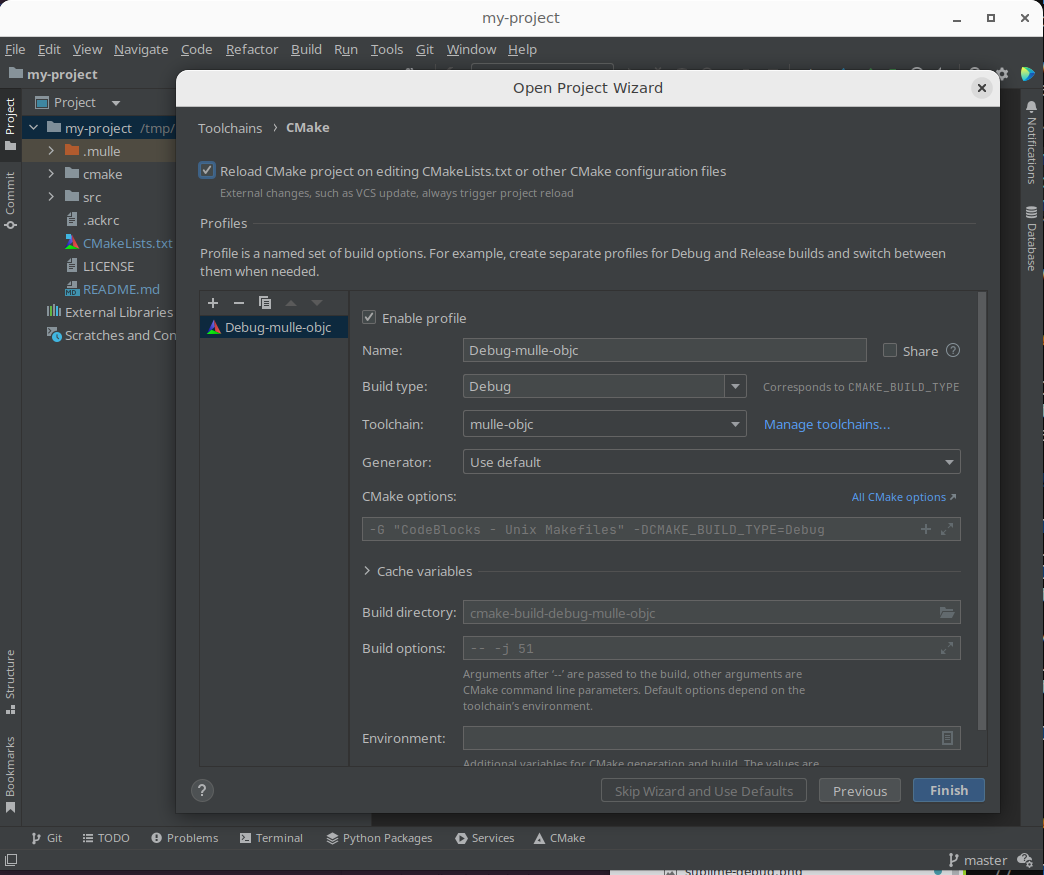 my-project
File Edit View Navigate Code Refactor Build Run Tools Git Window Help
my-project
Project
Commit
Structure
Bookmarks
Project
my-project /tmp/
.mulle
cmake
src
.ackrc
CMakeLists.txt
LICENSE
README.md
External Libraries
Scratches and Con
Open Project Wizard
Toolchains › CMake
Reload CMake project on editing CMakeLists.txt or other CMake configuration files
External changes, such as VCS update, always trigger project reload
Profiles
Profile is a named set of build options. For example, create separate profiles for Debug and Release builds and switch between
them when needed.
Debug-mulle-objc
Enable profile
Name: Debug-mulle-objc Share
Build type: Debug Corresponds to CMAKE_BUILD_TYPE
Toolchain: mulle-objc Manage toolchains...
Generator: Use default
CMake options: All CMake options ↗
-G "CodeBlocks - Unix Makefiles" -DCMAKE_BUILD_TYPE=Debug
Cache variables
Build directory: cmake-build-debug-mulle-objc
Build options: -- -j 51
Arguments after '--' are passed to the build, other arguments are
CMake command line parameters. Default options depend on the
toolchain's environment.
Environment:
Additional variables for CMake generation and build. The values are
? Skip Wizard and Use Defaults Previous Finish
Notifications
Database
Git TODO Problems Terminal Python Packages Services CMake
master
sublime-debug.png